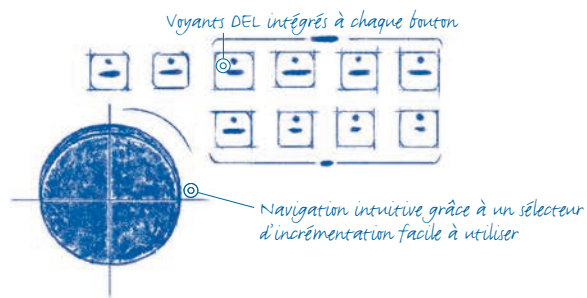 Voyants DEL intégrés à chaque bouton
Navigation intuitive grâce à un sélecteur
d'incrémentation facile à utiliser